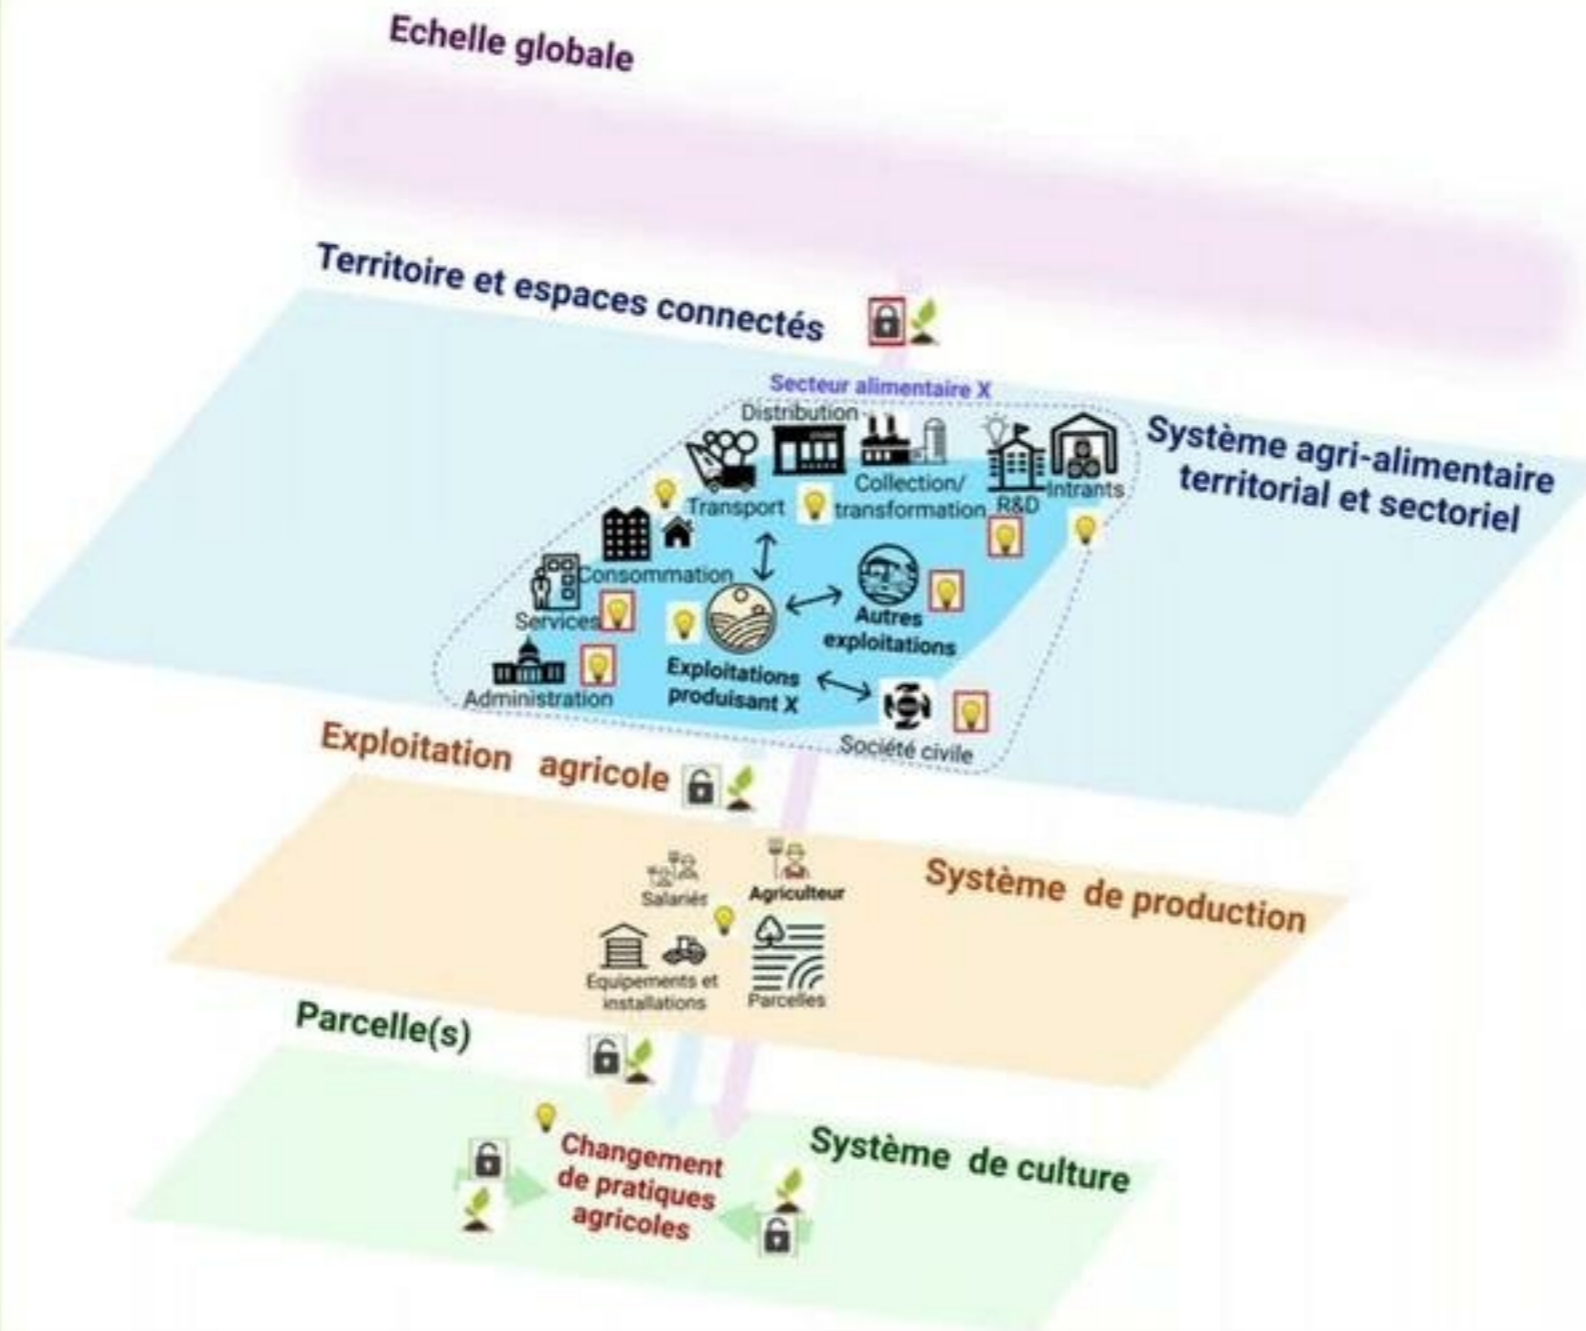 Echelle globale
Territoire et espaces connectés
Secteur alimentaire X
Distribution
Système agri-alimentaire
territorial et sectoriel
Transport
Collection/
transformation
R&D
Intrants
Consommation
Services
Autres
exploitations
Administration
Exploitations
produisant X
Société civile
Exploitation agricole
Salariés
Agriculteur
Système de production
Equipements et
installations
Parcelles
Parcelle(s)
Changement
de pratiques
agricoles
Système de culture